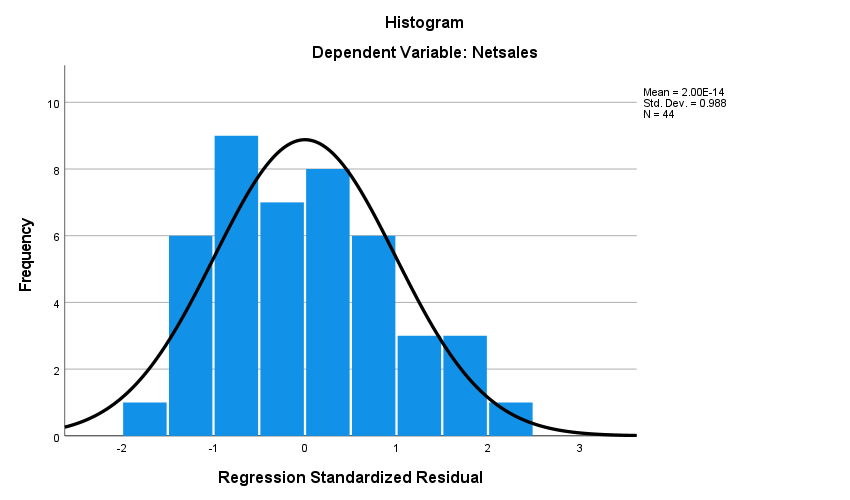 Histogram
Dependent Variable: Netsales
Mean = 2.00E-14
Std. Dev. = 0.988
N = 44
Frequency
10
8
6
4
2
0
-2 -1 0 1 2 3
Regression Standardized Residual